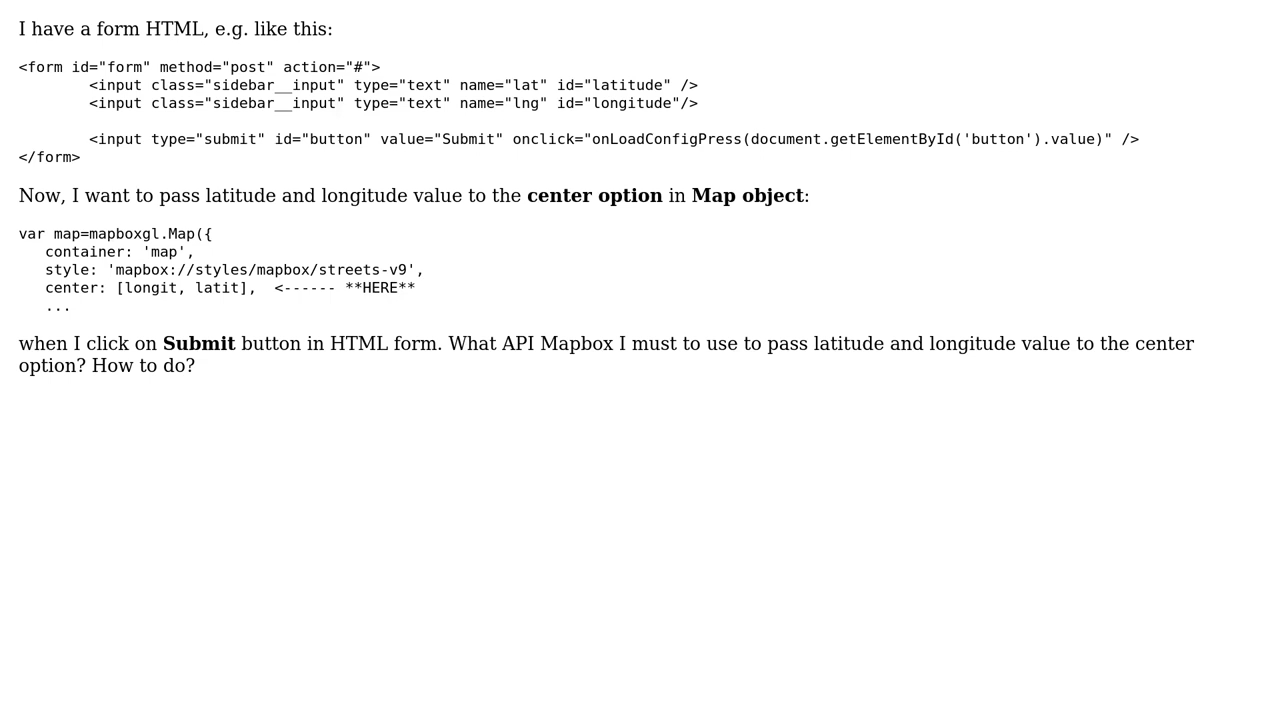 I have a form HTML, e.g. like this:
<form id="form" method="post" action="#">
        <input class="sidebar__input" type="text" name="lat" id="latitude" />
        <input class="sidebar__input" type="text" name="lng" id="longitude"/>
        <input type="submit" id="button" value="Submit" onclick="onLoadConfigPress(document.getElementById('button').value)" />
</form>
Now, I want to pass latitude and longitude value to the center option in Map object:
var map=mapboxgl.Map({
   container: 'map',
   style: 'mapbox://styles/mapbox/streets-v9',
   center: [longit, latit],  <------ **HERE**
   ...
when I click on Submit button in HTML form. What API Mapbox I must to use to pass latitude and longitude value to the center
option? How to do?